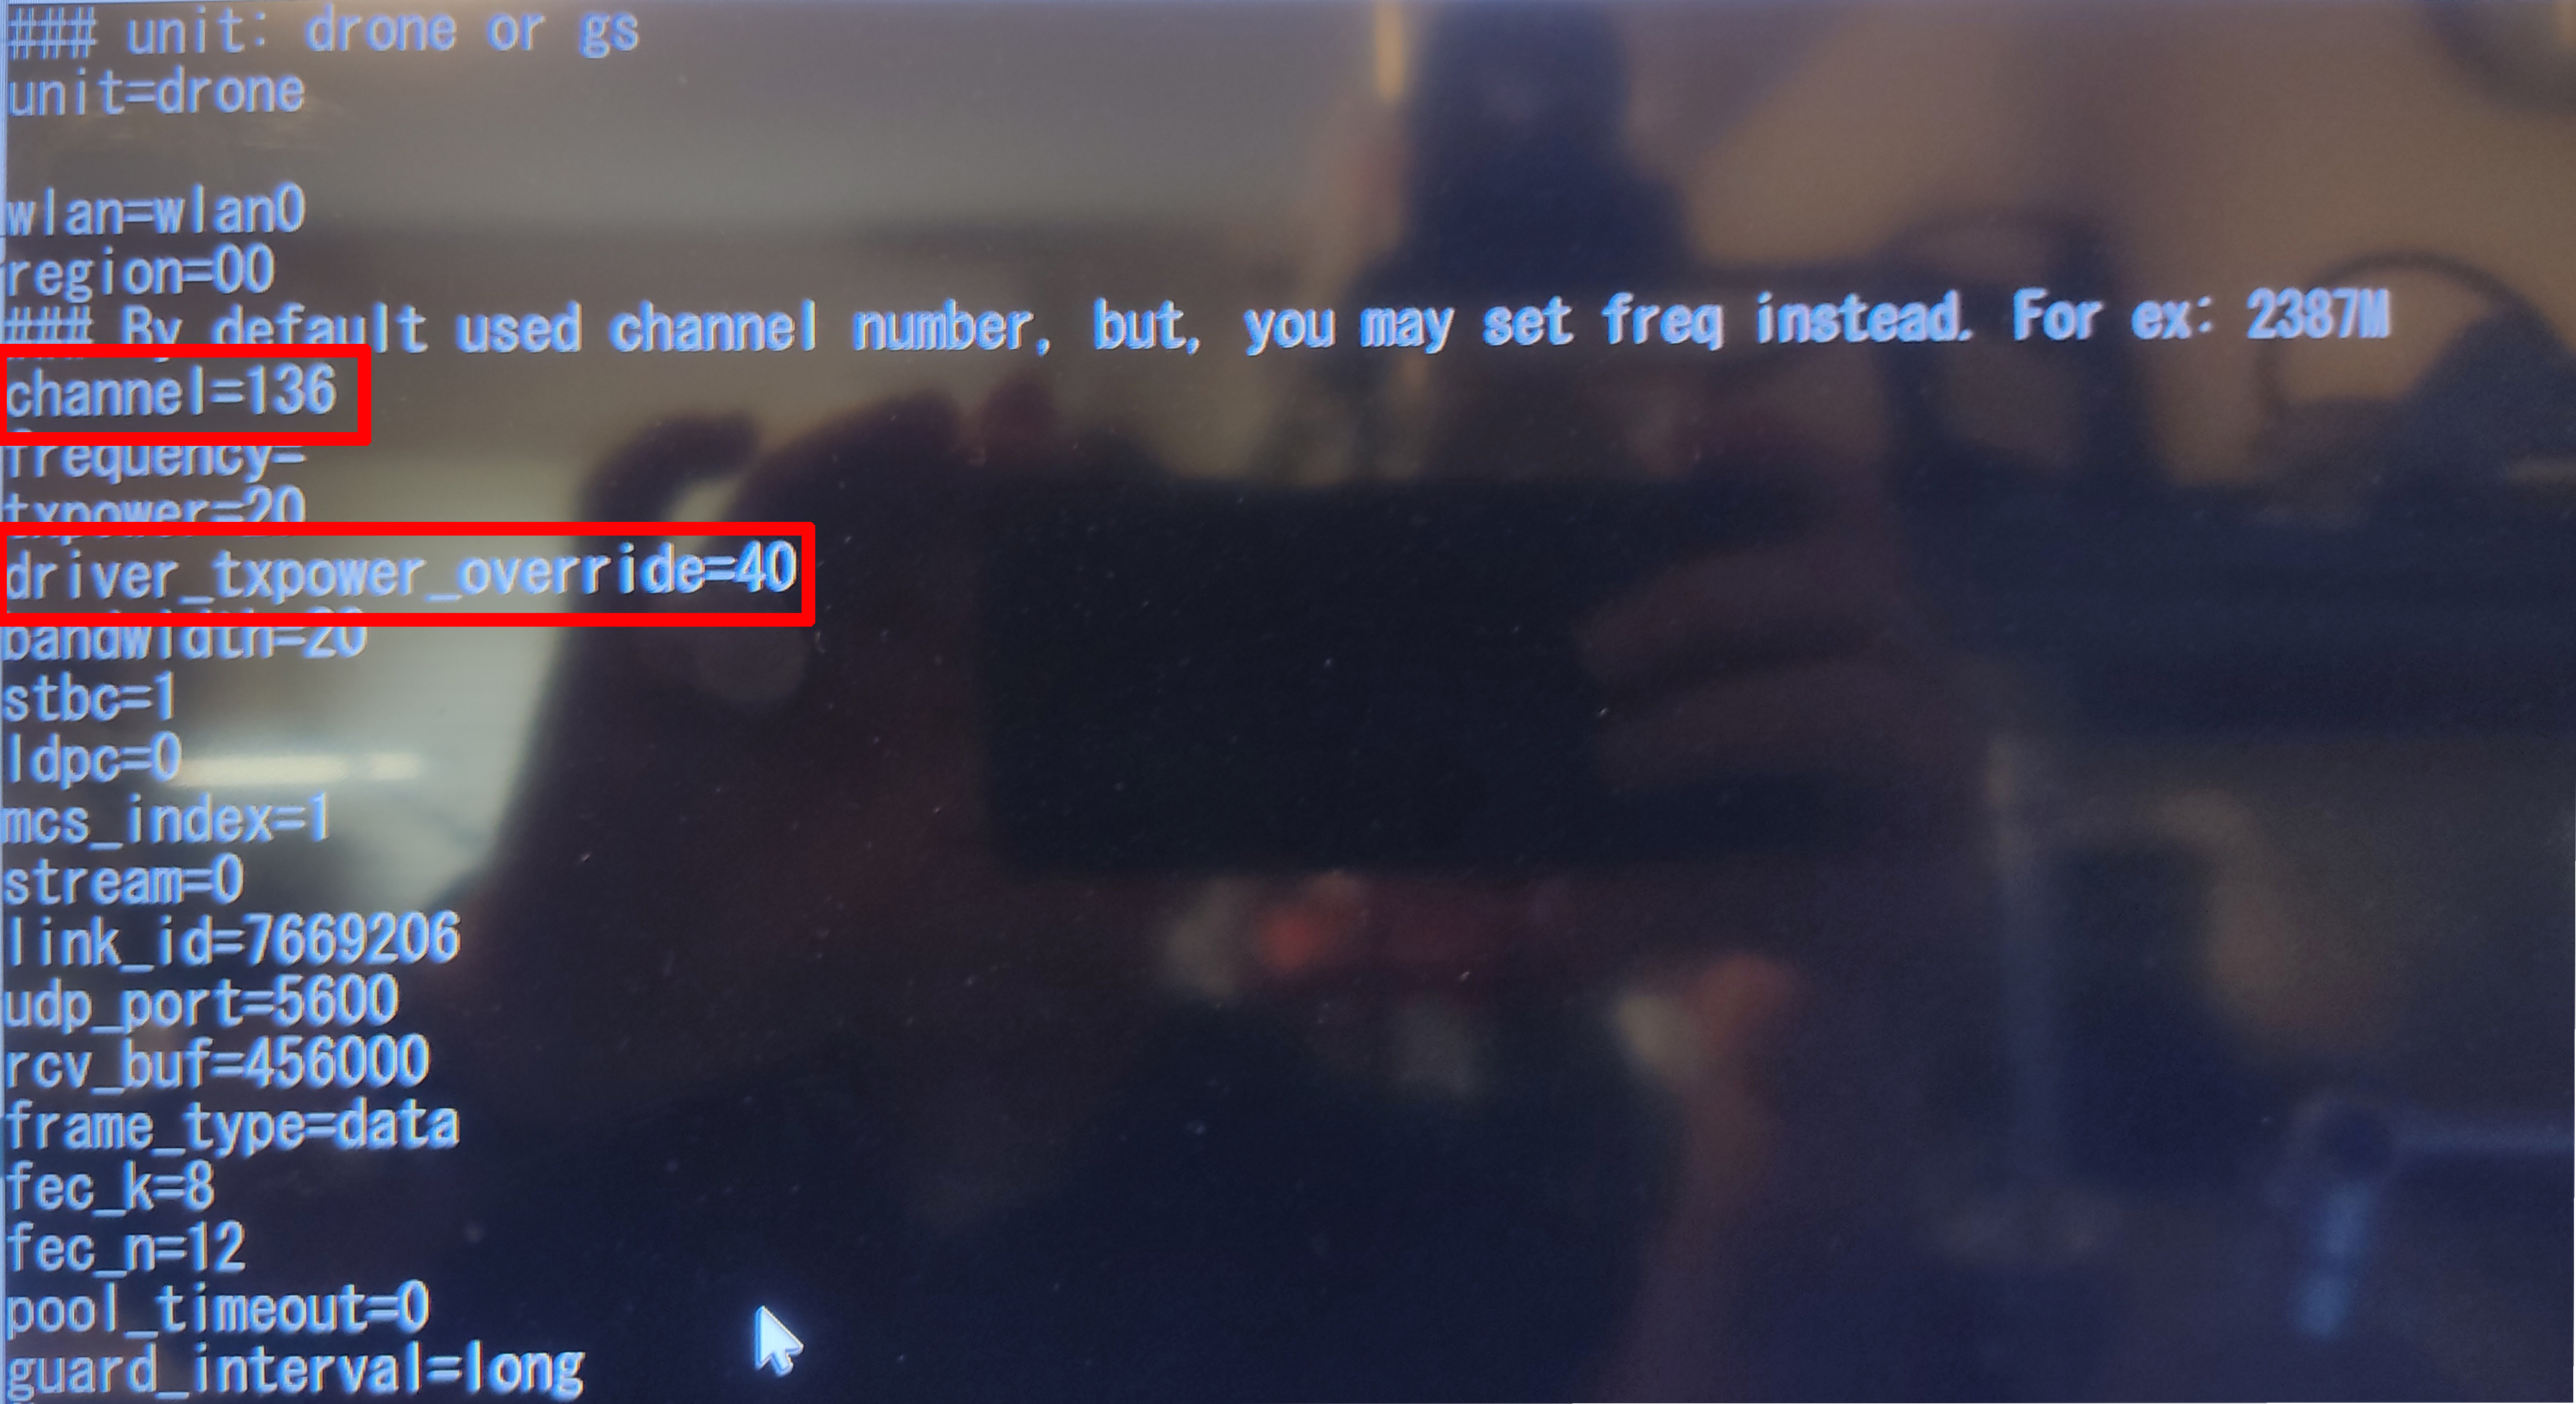 ### unit: drone or gs
unit=drone
wlan=wlan0
region=00
### By default used channel number, but, you may set freq instead. For ex: 2387M
channel=136
frequency=
txpower=20
driver_txpower_override=40
bandwidth=20
stbc=1
ldpc=0
mcs_index=1
stream=0
link_id=7669206
udp_port=5600
rcv_buf=456000
frame_type=data
fec_k=8
fec_n=12
pool_timeout=0
guard_interval=long